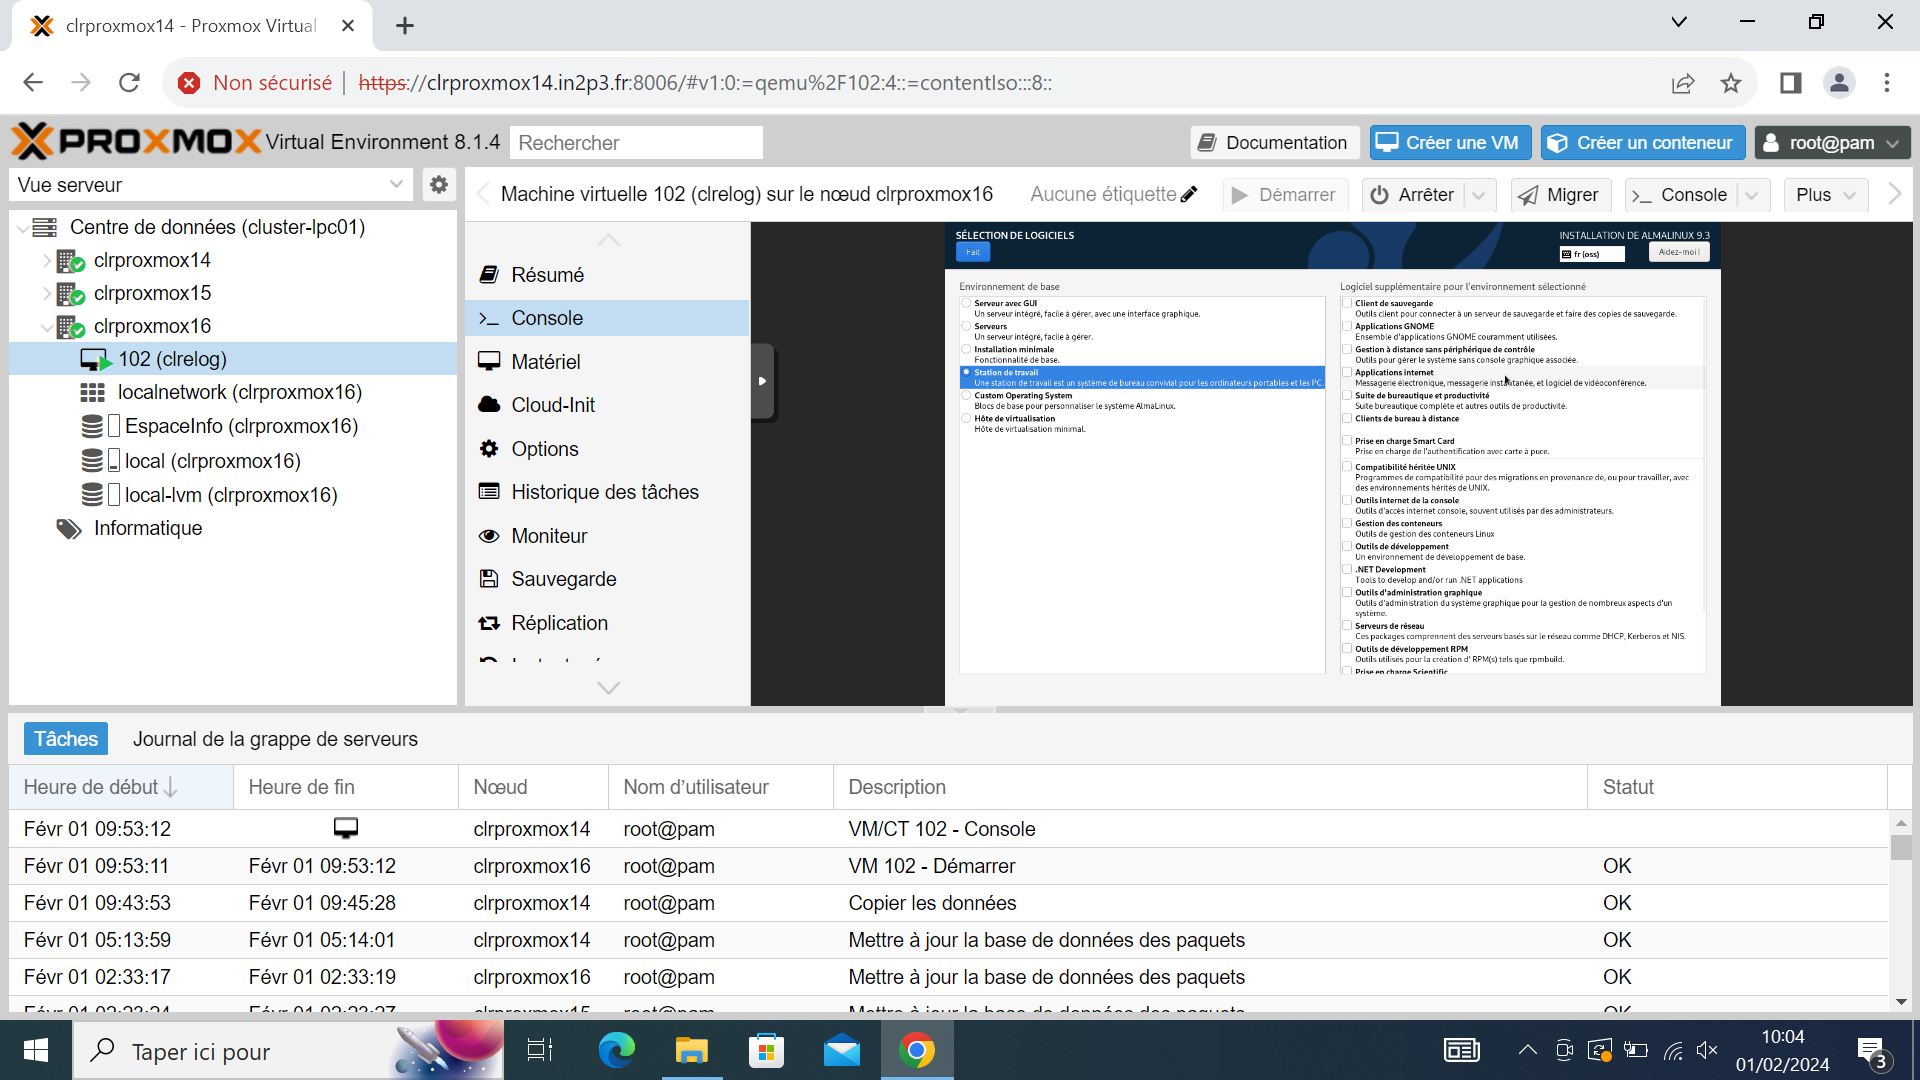 clrproxmox14 - Proxmox Virtual
Non sécurisé
https://clrproxmox14.in2p3.fr:8006/#v1:0:=qemu%2F102:4::=contentIso:::8::
PROXMOX Virtual Environment 8.1.4
Rechercher
Documentation
Créer une VM
Créer un conteneur
root@pam
Vue serveur
Centre de données (cluster-lpc01)
clrproxmox14
clrproxmox15
clrproxmox16
102 (clrelog)
localnetwork (clrproxmox16)
EspaceInfo (clrproxmox16)
local (clrproxmox16)
local-lvm (clrproxmox16)
Informatique
Machine virtuelle 102 (clrelog) sur le nœud clrproxmox16
Aucune étiquette
Démarrer
Arrêter
Migrer
Console
Plus
Résumé
Console
Matériel
Cloud-Init
Options
Historique des tâches
Moniteur
Sauvegarde
Réplication
SÉLECTION DE LOGICIELS
Fait
INSTALLATION DE ALMALINUX 9.3
fr (oss)
Aidez-moi !
Environnement de base
Serveur avec GUI
Un serveur intégré, facile à gérer, avec une interface graphique.
Serveurs
Un serveur intégré, facile à gérer.
Installation minimale
Fonctionnalité de base.
Station de travail
Une station de travail est un système de bureau convivial pour les ordinateurs portables et les PC.
Custom Operating System
Blocs de base pour personnaliser le système AlmaLinux.
Hôte de virtualisation
Hôte de virtualisation minimal.
Logiciel supplémentaire pour l'environnement sélectionné
Client de sauvegarde
Outils client pour connecter à un serveur de sauvegarde et faire des copies de sauvegarde.
Applications GNOME
Ensemble d'applications GNOME couramment utilisées.
Gestion à distance sans périphérique de contrôle
Outils pour gérer le système sans console graphique associée.
Applications internet
Messagerie électronique, messagerie instantanée, et logiciel de vidéoconférence.
Suite de bureautique et productivité
Suite bureautique complète et autres outils de productivité.
Clients de bureau à distance
Prise en charge Smart Card
Prise en charge de l'authentification avec carte à puce.
Compatibilité héritée UNIX
Programmes de compatibilité pour des migrations en provenance de, ou pour travailler, avec
des environnements hérités de UNIX.
Outils internet de la console
Outils d'accès internet console, souvent utilisés par des administrateurs.
Gestion des conteneurs
Outils de gestion des conteneurs Linux
Outils de développement
Un environnement de développement de base.
.NET Development
Tools to develop and/or run .NET applications
Outils d'administration graphique
Outils d'administration du système graphique pour la gestion de nombreux aspects d'un
système.
Serveurs de réseau
Ces packages comprennent des serveurs basés sur le réseau comme DHCP, Kerberos et NIS.
Outils de développement RPM
Outils utilisés pour la création d' RPM(s) tels que rpmbuild.
Prise en charge Scientific
Tâches
Journal de la grappe de serveurs
Heure de début Heure de fin Nœud Nom d'utilisateur Description Statut
Févr 01 09:53:12 clrproxmox14 root@pam VM/CT 102 - Console
Févr 01 09:53:11 Févr 01 09:53:12 clrproxmox16 root@pam VM 102 - Démarrer OK
Févr 01 09:43:53 Févr 01 09:45:28 clrproxmox14 root@pam Copier les données OK
Févr 01 05:13:59 Févr 01 05:14:01 clrproxmox14 root@pam Mettre à jour la base de données des paquets OK
Févr 01 02:33:17 Févr 01 02:33:19 clrproxmox16 root@pam Mettre à jour la base de données des paquets OK
Taper ici pour
10:04
01/02/2024
3